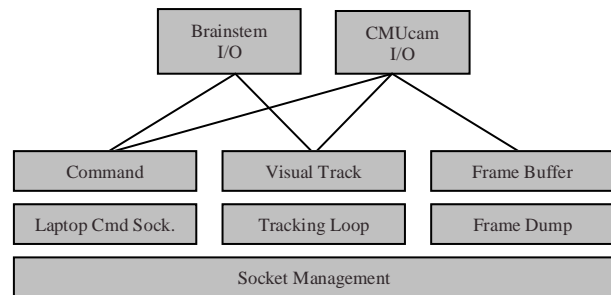 Brainstem
I/O
CMUcam
I/O
Command
Visual Track
Frame Buffer
Laptop Cmd Sock.
Tracking Loop
Frame Dump
Socket Management